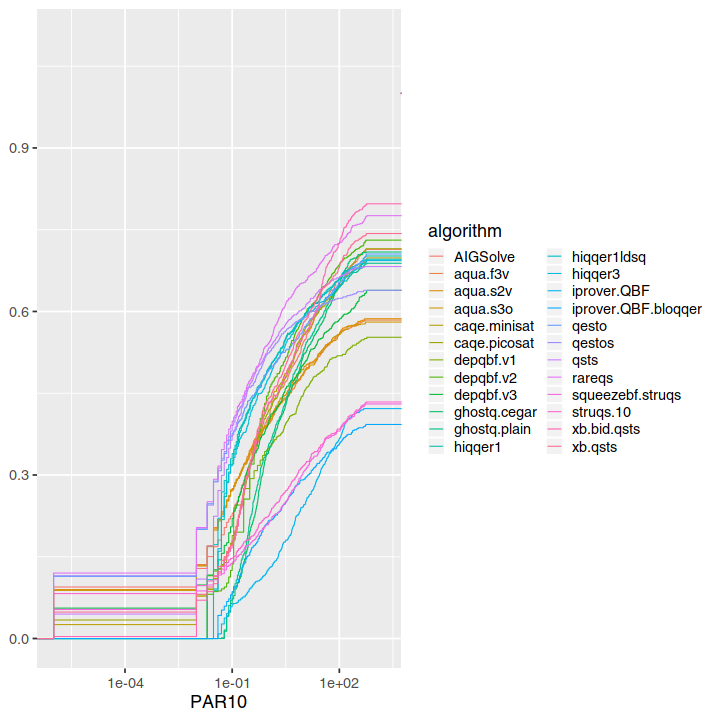 0.9
0.6
0.3
0.0
1e-04 1e-01 1e+02
PAR10
algorithm
AIGSolve
aqua.f3v
aqua.s2v
aqua.s3o
caqe.minisat
caqe.picosat
depqbf.v1
depqbf.v2
depqbf.v3
ghostq.cegar
ghostq.plain
hiqqer1
hiqqer1ldsq
hiqqer3
iprover.QBF
iprover.QBF.bloqqer
qesto
qestos
qsts
rareqs
squeezebf.struqs
struqs.10
xb.bid.qsts
xb.qsts